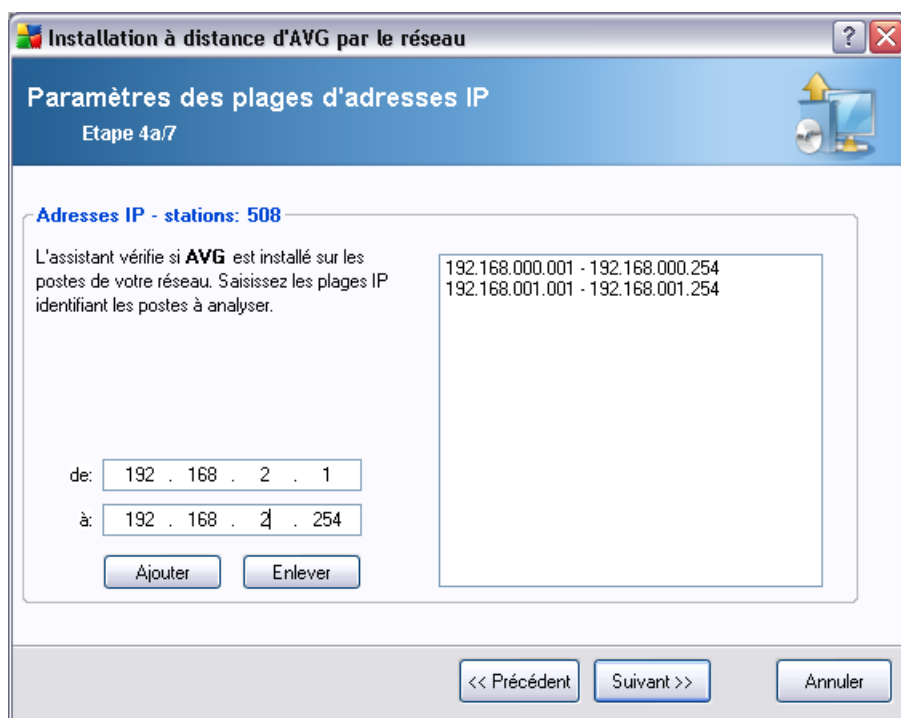 Installation à distance d'AVG par le réseau
Paramètres des plages d'adresses IP
Etape 4a/7
Adresses IP - stations: 508
L'assistant vérifie si AVG est installé sur les
postes de votre réseau. Saisissez les plages IP
identifiant les postes à analyser.
192.168.000.001 - 192.168.000.254
192.168.001.001 - 192.168.001.254
de: 192 . 168 . 2 . 1
à: 192 . 168 . 2 . 254
Ajouter Enlever
<< Précédent Suivant >> Annuler